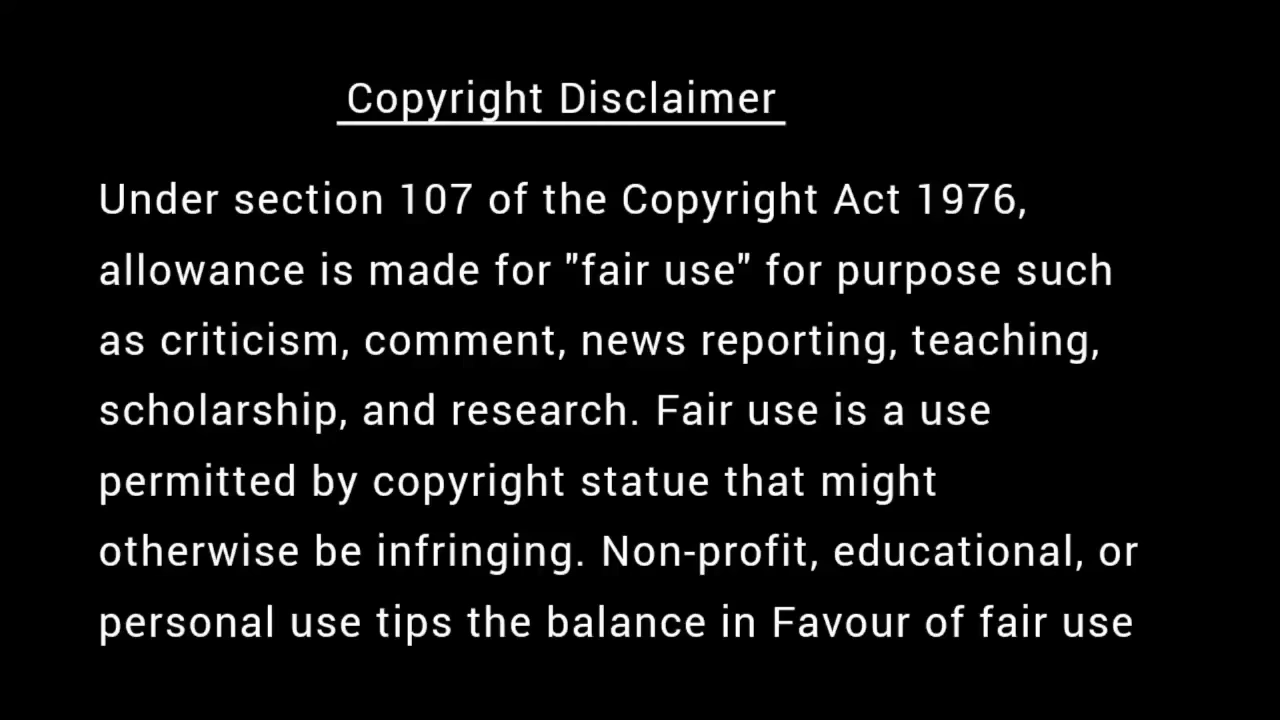 Copyright Disclaimer
Under section 107 of the Copyright Act 1976,
allowance is made for "fair use" for purpose such
as criticism, comment, news reporting, teaching,
scholarship, and research. Fair use is a use
permitted by copyright statue that might
otherwise be infringing. Non-profit, educational, or
personal use tips the balance in Favour of fair use